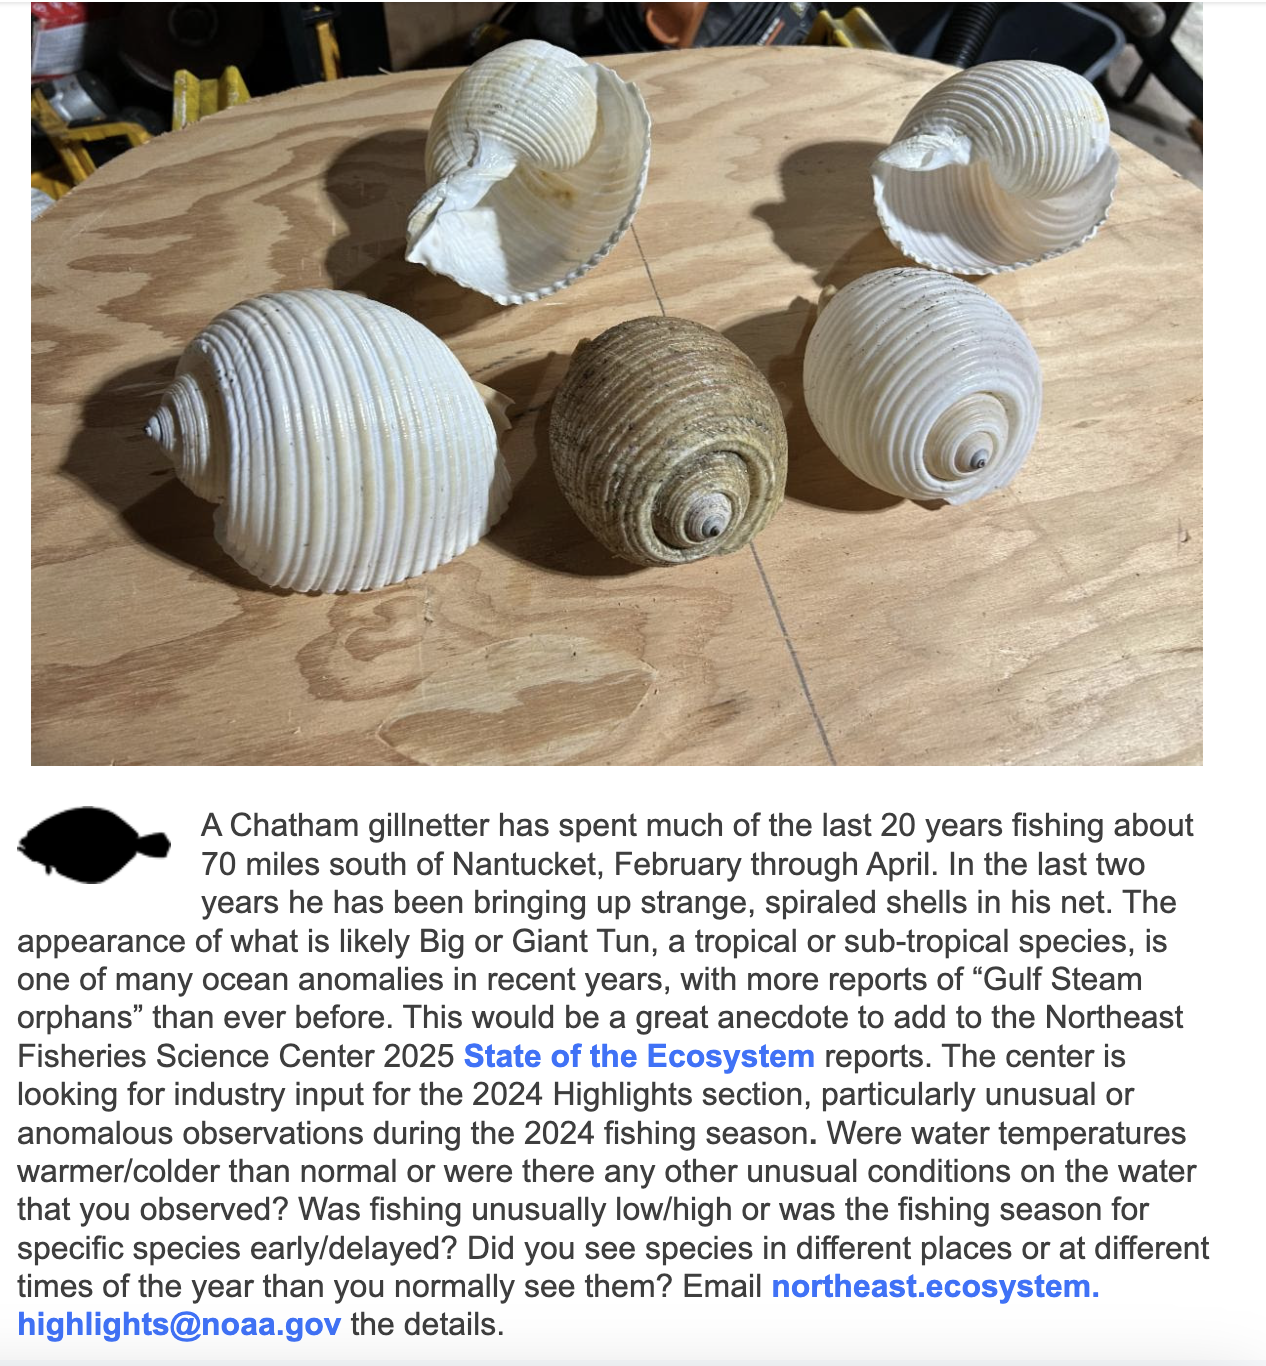 A Chatham gillnetter has spent much of the last 20 years fishing about
70 miles south of Nantucket, February through April. In the last two
years he has been bringing up strange, spiraled shells in his net. The
appearance of what is likely Big or Giant Tun, a tropical or sub-tropical species, is
one of many ocean anomalies in recent years, with more reports of “Gulf Steam
orphans” than ever before. This would be a great anecdote to add to the Northeast
Fisheries Science Center 2025 State of the Ecosystem reports. The center is
looking for industry input for the 2024 Highlights section, particularly unusual or
anomalous observations during the 2024 fishing season. Were water temperatures
warmer/colder than normal or were there any other unusual conditions on the water
that you observed? Was fishing unusually low/high or was the fishing season for
specific species early/delayed? Did you see species in different places or at different
times of the year than you normally see them? Email northeast.ecosystem.
highlights@noaa.gov the details.